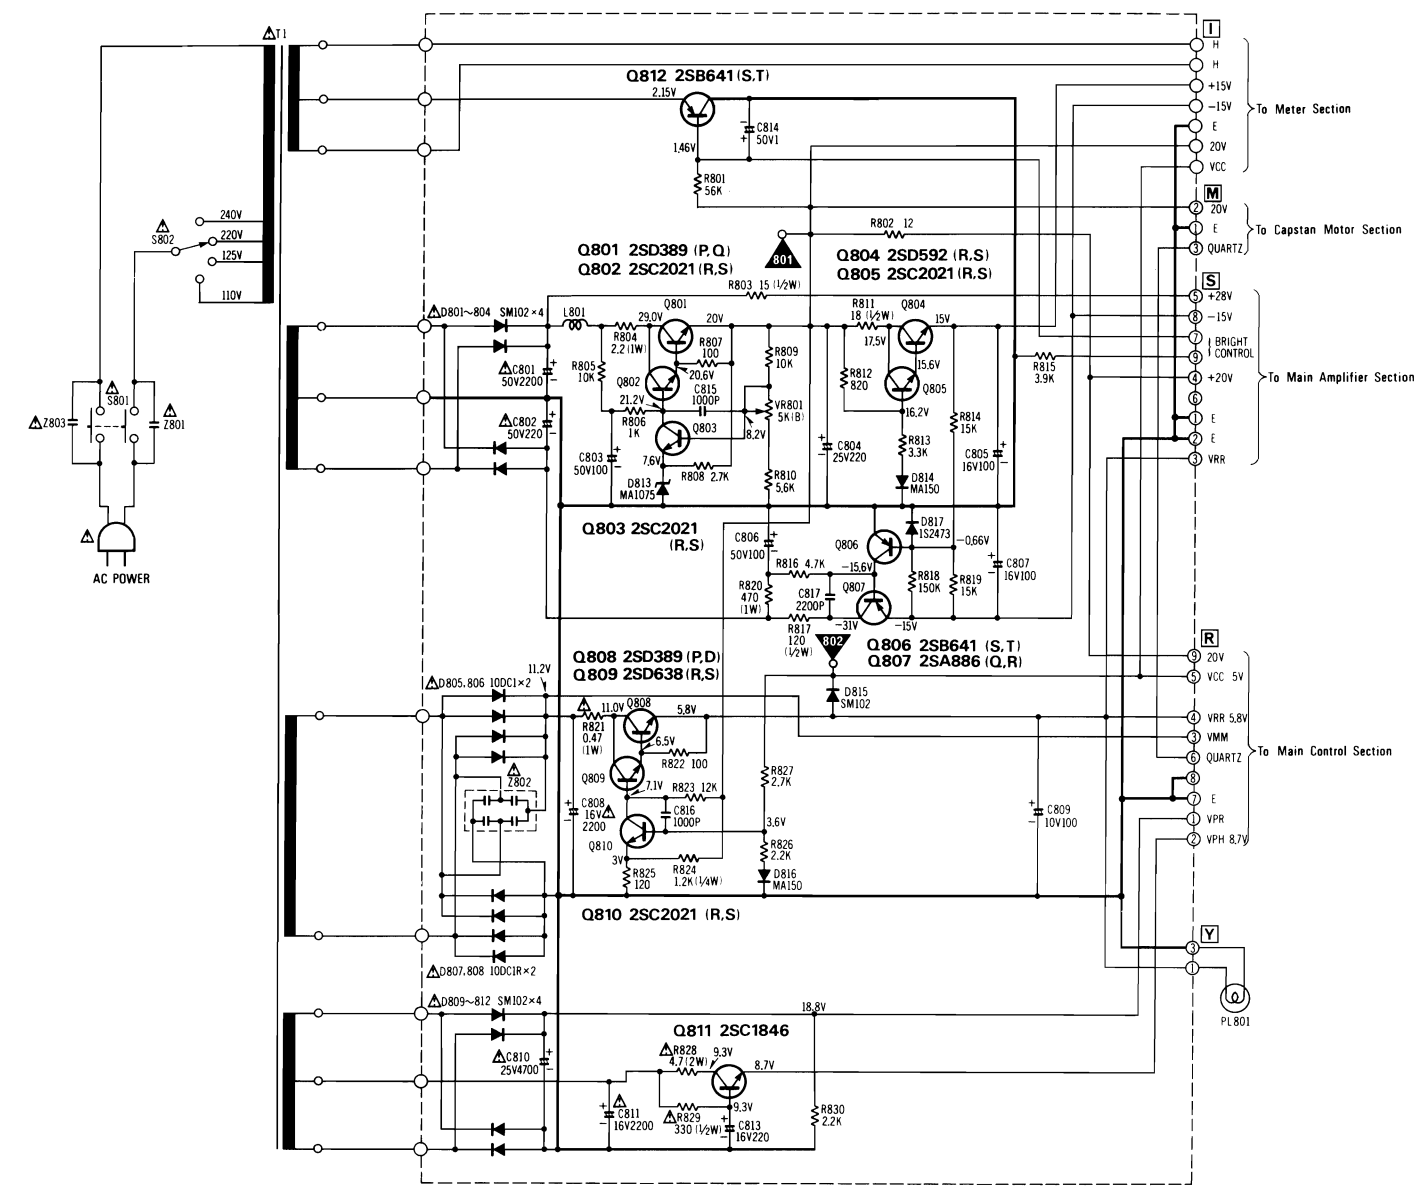 T1
I
H
H
+15V
-15V
E
20V
VCC
To Meter Section
Q812 2SB641 (S,T)
2.15V
C814
50V1
1.46V
R801
56K
M
2 20V
E
3 QUARTZ
To Capstan Motor Section
240V
S802
220V
125V
110V
R802 12
801
Q801 2SD389 (P,Q)
Q802 2SC2021 (R,S)
Q804 2SD592 (R,S)
Q805 2SC2021 (R,S)
R803 15 (1/2W)
S
5 +28V
8 -15V
7 BRIGHT
9 CONTROL
4 +20V
6
1 E
2 E
3 VRR
To Main Amplifier Section
D801~804 SM102×4
L801
29.0V
Q801
20V
R804
2.2 (1W)
R807
100
R805
10K
R809
10K
R811
18 (1/2W)
17.5V
Q804
15V
15.6V
R815
3.9K
C801
50V2200
Q802
20.6V
C815
1000P
R812
820
Q805
VR801
5K(B)
16.2V
R814
15K
21.2V
R806
1K
C802
50V220
Q803
8.2V
C804
25V220
R813
3.3K
C805
16V100
C803
50V100
7.6V
R808 2.7K
R810
5.6K
D813
MA1075
D814
MA150
S801
Z803
Z801
AC POWER
Q803 2SC2021
(R,S)
C806
50V100
D817
1S2473
Q806
-0.66V
-15.6V
R816 4.7K
C807
16V100
R820
470
(1W)
C817
2200P
Q807
R818
150K
R819
15K
R817
120
(1/2W)
-31V
-15V
802
Q806 2SB641 (S,T)
Q807 2SA886 (Q,R)
R
9 20V
5 VCC 5V
4 VRR 5.8V
3 VMM
6 QUARTZ
8
7 E
1 VPR
2 VPH 8.7V
To Main Control Section
Q808 2SD389 (P,D)
Q809 2SD638 (R,S)
11.2V
D805,806 10DC1×2
11.0V
Q808
5.8V
D815
SM102
R821
0.47
(1W)
6.5V
R822 100
Z802
Q809
7.1V
R823 12K
R827
2.7K
C808
16V
2200
C816
1000P
3.6V
C809
10V100
Q810
R826
2.2K
3V
R825
120
R824
1.2K (1/4W)
D816
MA150
Q810 2SC2021 (R,S)
Y
3
1
PL801
D807,808 10DC1R×2
D809~812 SM102×4
18.8V
Q811 2SC1846
R828
4.7 (2W)
9.3V
8.7V
C810
25V4700
C811
16V2200
R829
330 (1/2W)
9.3V
C813
16V220
R830
2.2K